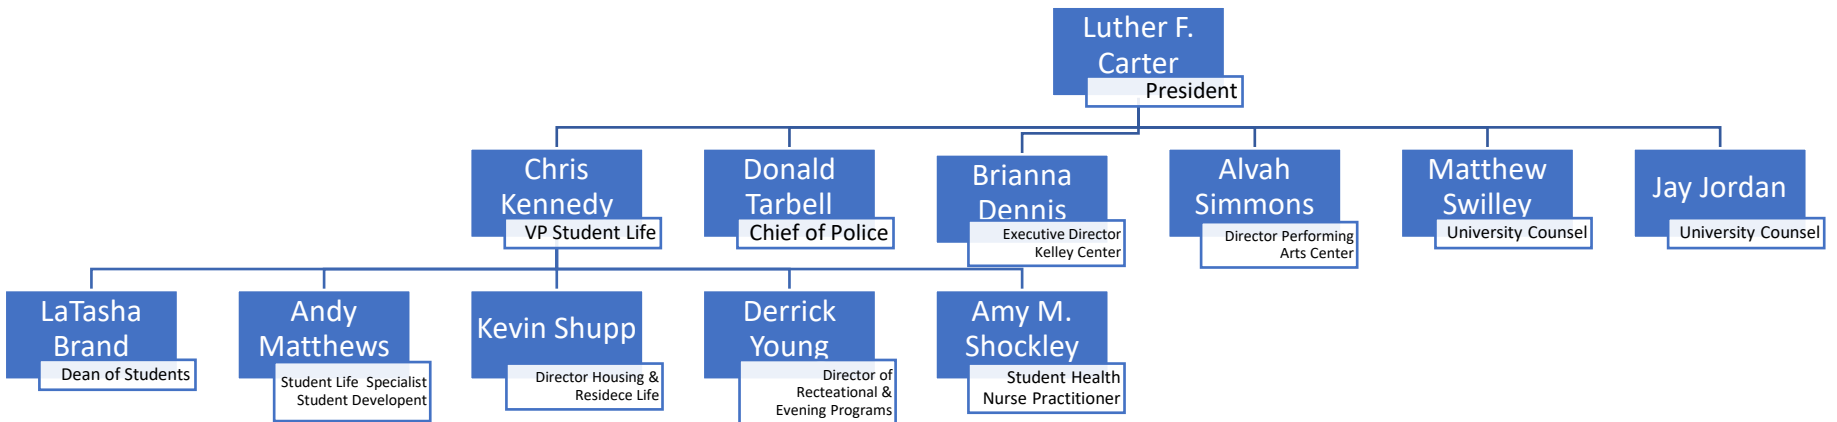 Luther F.
Carter
President
Chris
Kennedy
VP Student Life
Donald
Tarbell
Chief of Police
Brianna
Dennis
Executive Director
Kelley Center
Alvah
Simmons
Director Performing
Arts Center
Matthew
Swilley
University Counsel
Jay Jordan
University Counsel
LaTasha
Brand
Dean of Students
Andy
Matthews
Student Life  Specialist
Student Developent
Kevin Shupp
Director Housing &
Residece Life
Derrick
Young
Director of
Recteational &
Evening Programs
Amy M.
Shockley
Student Health
Nurse Practitioner